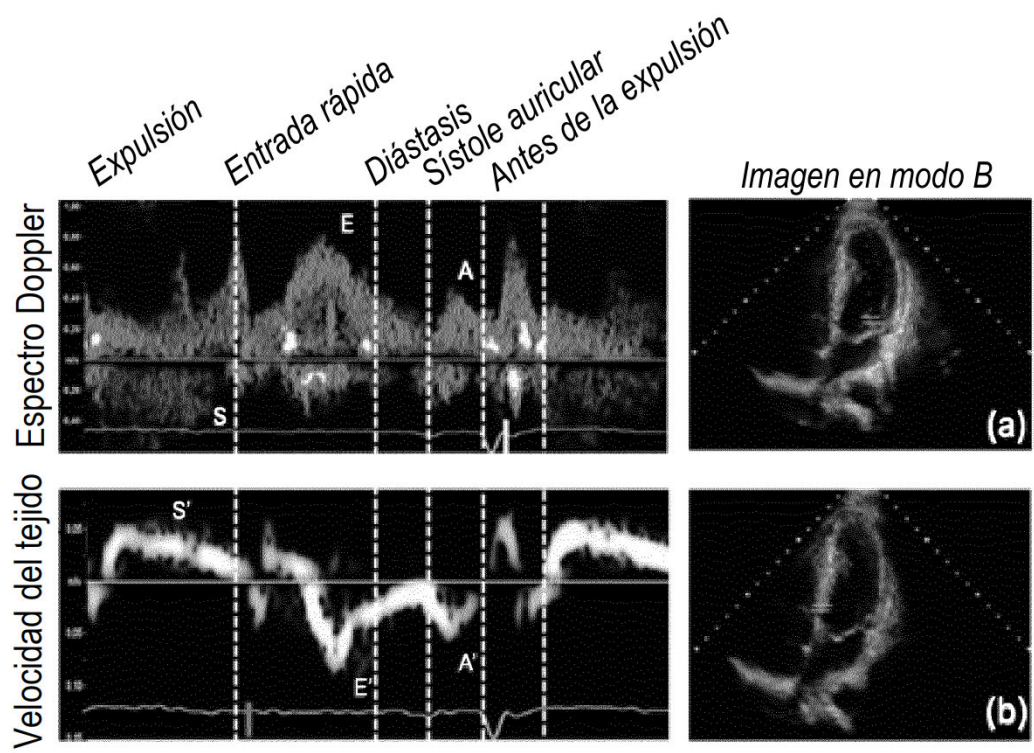 Expulsión
Entrada rápida
Diástasis
Sístole auricular
Antes de la expulsión
Imagen en modo B
Espectro Doppler
E
A
S
(a)
Velocidad del tejido
S'
E'
A'
(b)